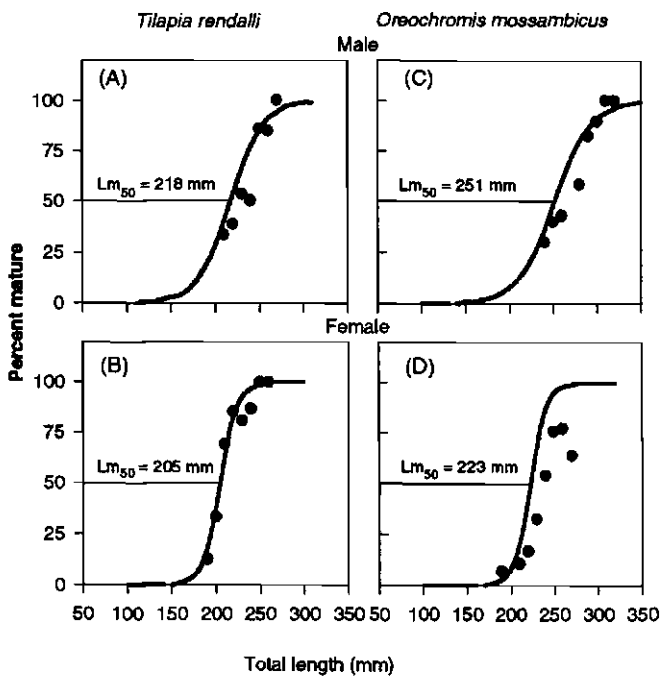 Tilapia rendalli Oreochromis mossambicus
Male
(A) (C)
100
75
Lm50 = 218 mm Lm50 = 251 mm
50
25
0
Percent mature
Female
(B) (D)
100
75
Lm50 = 205 mm Lm50 = 223 mm
50
25
0
50 100 150 200 250 300 350 50 100 150 200 250 300 350
Total length (mm)